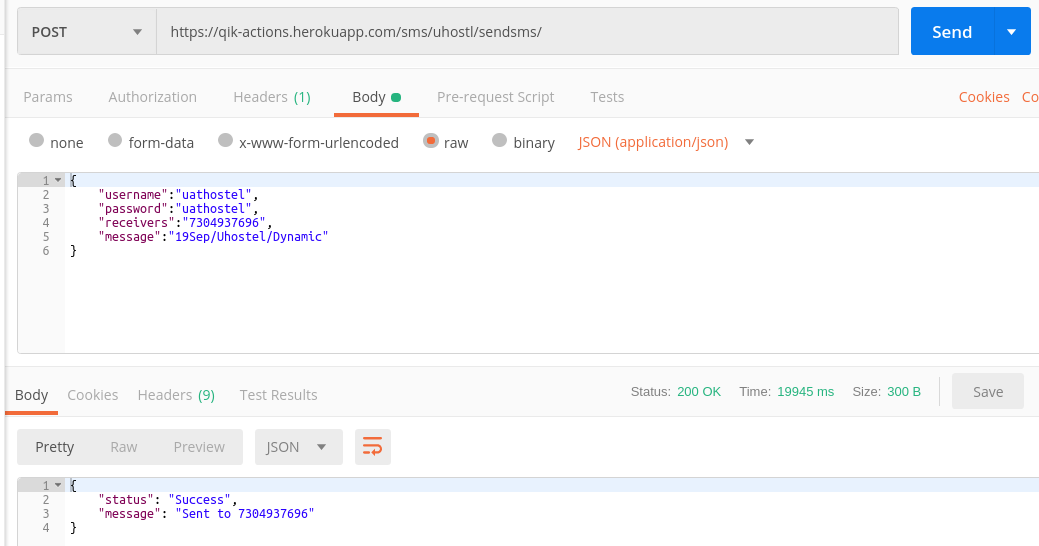 POST https://qik-actions.herokuapp.com/sms/uhostl/sendsms/ Send
Params Authorization Headers (1) Body Pre-request Script Tests Cookies Co
none form-data x-www-form-urlencoded raw binary JSON (application/json)
1 {
2 "username":"uathostel",
3 "password":"uathostel",
4 "receivers":"7304937696",
5 "message":"19Sep/Uhostel/Dynamic"
6 }
Body Cookies Headers (9) Test Results Status: 200 OK Time: 19945 ms Size: 300 B Save
Pretty Raw Preview JSON
1 {
2 "status": "Success",
3 "message": "Sent to 7304937696"
4 }